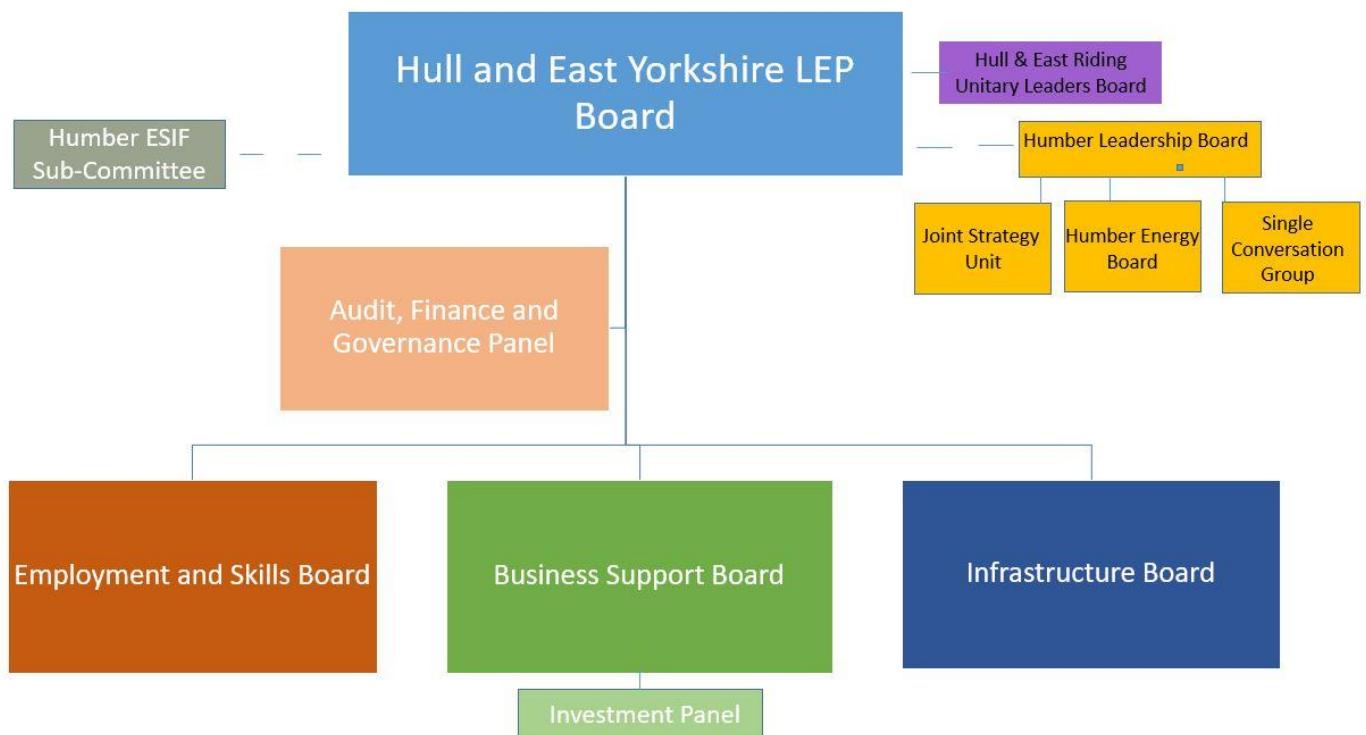 Hull and East Yorkshire LEP
Board
Hull & East Riding
Unitary Leaders Board
Humber ESIF
Sub-Committee
Humber Leadership Board
Joint Strategy
Unit
Humber Energy
Board
Single
Conversation
Group
Audit, Finance and
Governance Panel
Employment and Skills Board
Business Support Board
Infrastructure Board
Investment Panel